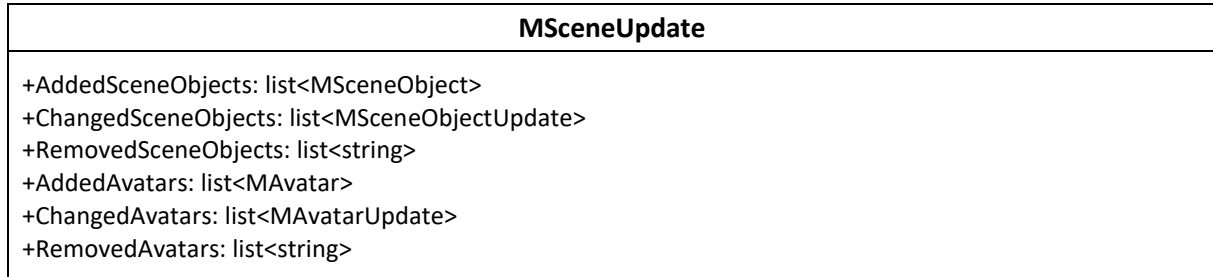 MSceneUpdate
+AddedSceneObjects: list<MSceneObject>
+ChangedSceneObjects: list<MSceneObjectUpdate>
+RemovedSceneObjects: list<string>
+AddedAvatars: list<MAvatar>
+ChangedAvatars: list<MAvatarUpdate>
+RemovedAvatars: list<string>